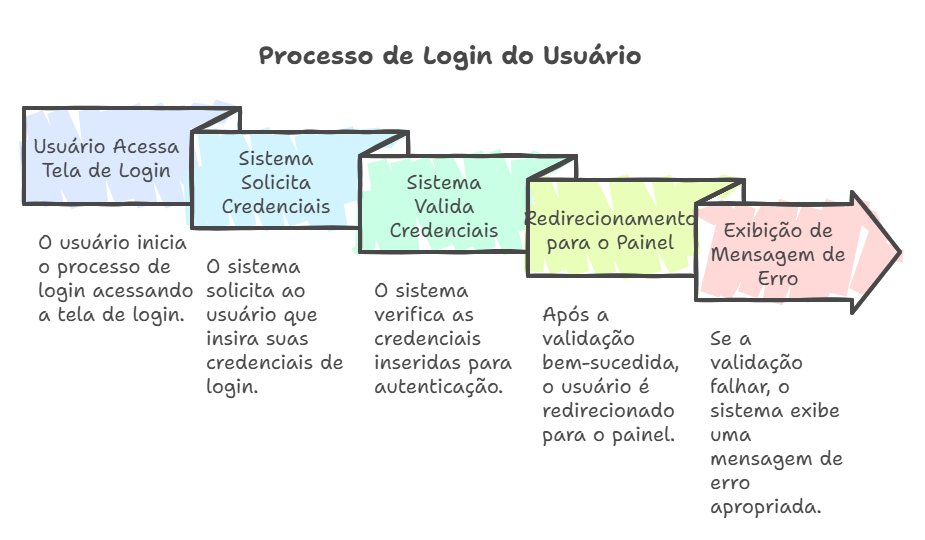 Processo de Login do Usuário
Usuário Acessa
Tela de Login
O usuário inicia
o processo de
login acessando
a tela de login.
Sistema
Solicita
Credenciais
O sistema
solicita ao
usuário que
insira suas
credenciais de
login.
Sistema
Valida
Credenciais
O sistema
verifica as
credenciais
inseridas para
autenticação.
Redirecionamento
para o Painel
Após a
validação
bem-sucedida,
o usuário é
redirecionado
para o painel.
Exibição de
Mensagem de
Erro
Se a
validação
falhar, o
sistema exibe
uma
mensagem de
erro
apropriada.